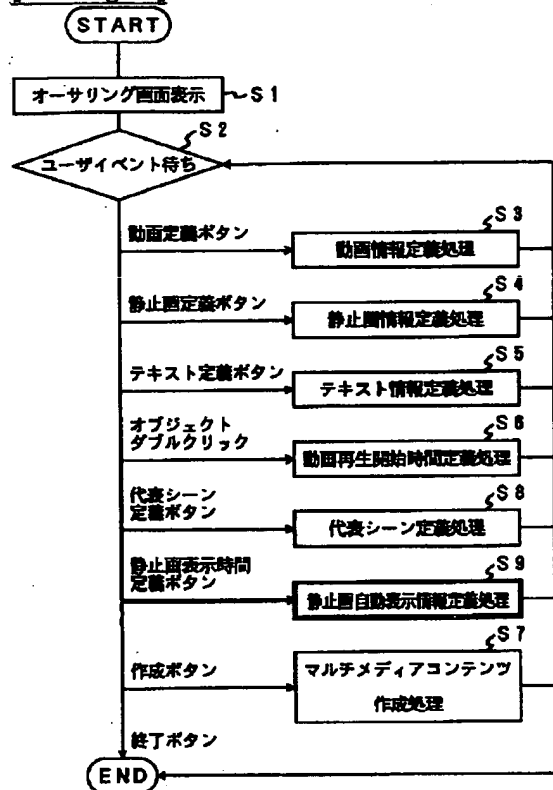 START
オーサリング画面表示
S1
S2
ユーザイベント待ち
動画定義ボタン
S3
動画情報定義処理
静止画定義ボタン
S4
静止画情報定義処理
テキスト定義ボタン
S5
テキスト情報定義処理
オブジェクト
ダブルクリック
S6
動画再生開始時間定義処理
代表シーン
定義ボタン
S8
代表シーン定義処理
静止画表示時間
定義ボタン
S9
静止画自動表示情報定義処理
作成ボタン
S7
マルチメディアコンテンツ
作成処理
終了ボタン
END